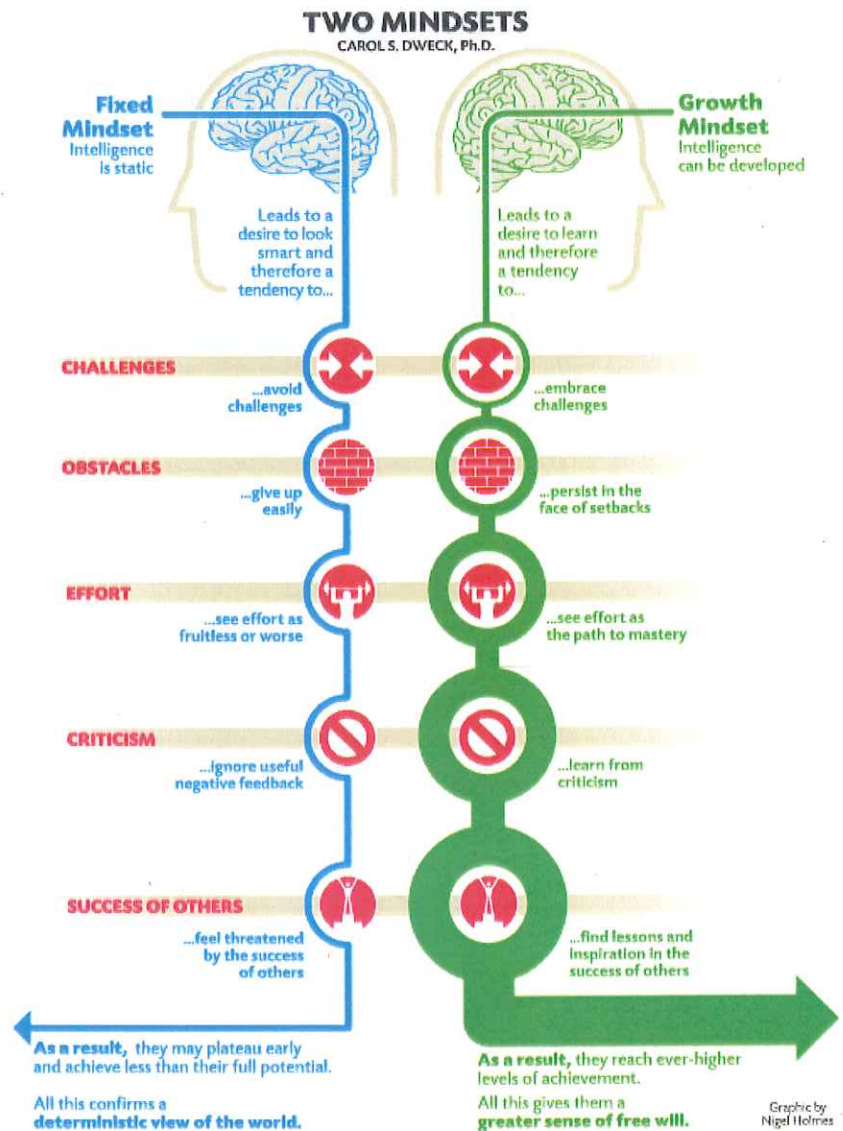 TWO MINDSETS
CAROL S. DWECK, Ph.D.
Fixed
Mindset
Intelligence
is static
Growth
Mindset
Intelligence
can be developed
Leads to a
desire to look
smart and
therefore a
tendency to...
Leads to a
desire to learn
and therefore
a tendency
to...
CHALLENGES
...avoid
challenges
...embrace
challenges
OBSTACLES
...give up
easily
...persist in the
face of setbacks
EFFORT
...see effort as
fruitless or worse
...see effort as
the path to mastery
CRITICISM
...ignore useful
negative feedback
...learn from
criticism
SUCCESS OF OTHERS
...feel threatened
by the success
of others
...find lessons and
inspiration in the
success of others
As a result, they may plateau early
and achieve less than their full potential.
All this confirms a
deterministic view of the world.
As a result, they reach ever-higher
levels of achievement.
All this gives them a
greater sense of free will.
Graphic by
Nigel Holmes